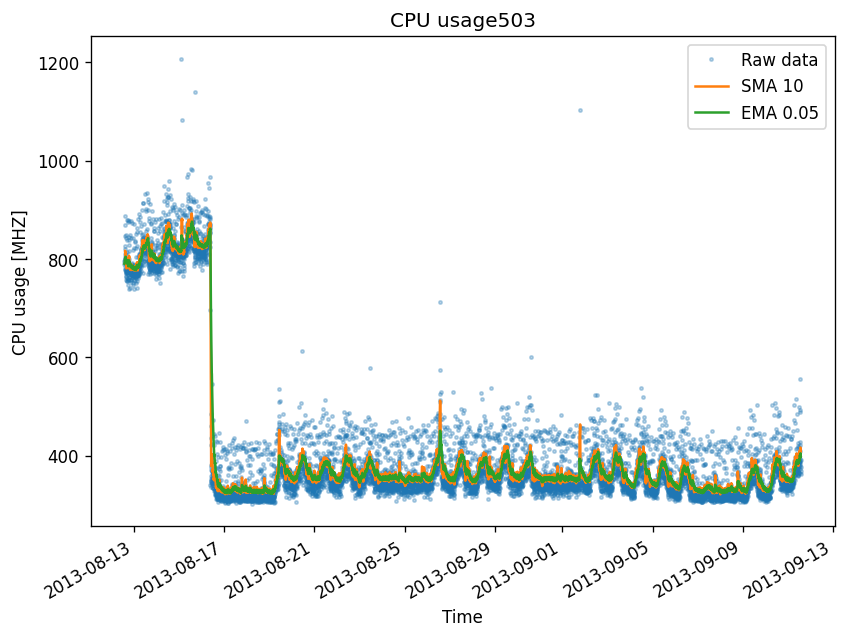 CPU usage503
Raw data
SMA 10
EMA 0.05
CPU usage [MHZ]
1200
1000
800
600
400
2013-08-13
2013-08-17
2013-08-21
2013-08-25
2013-08-29
2013-09-01
2013-09-05
2013-09-09
2013-09-13
Time